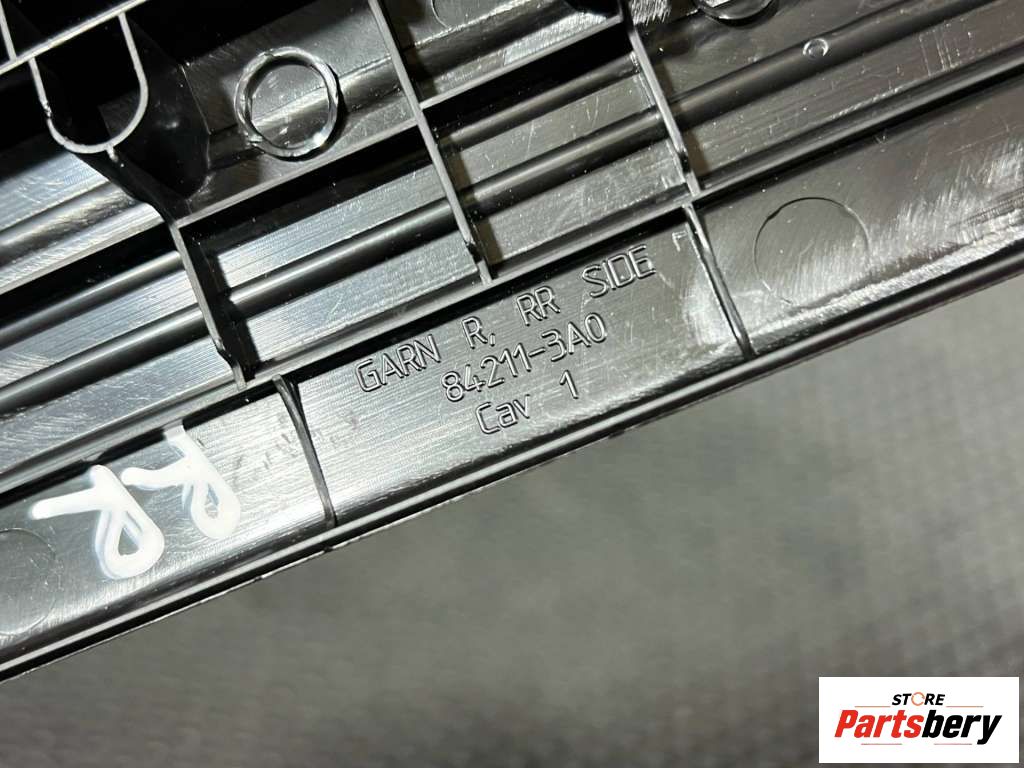 GARN R, RR SIDE
84211-3A0
Cav 1
RR
STORE
Partsbery